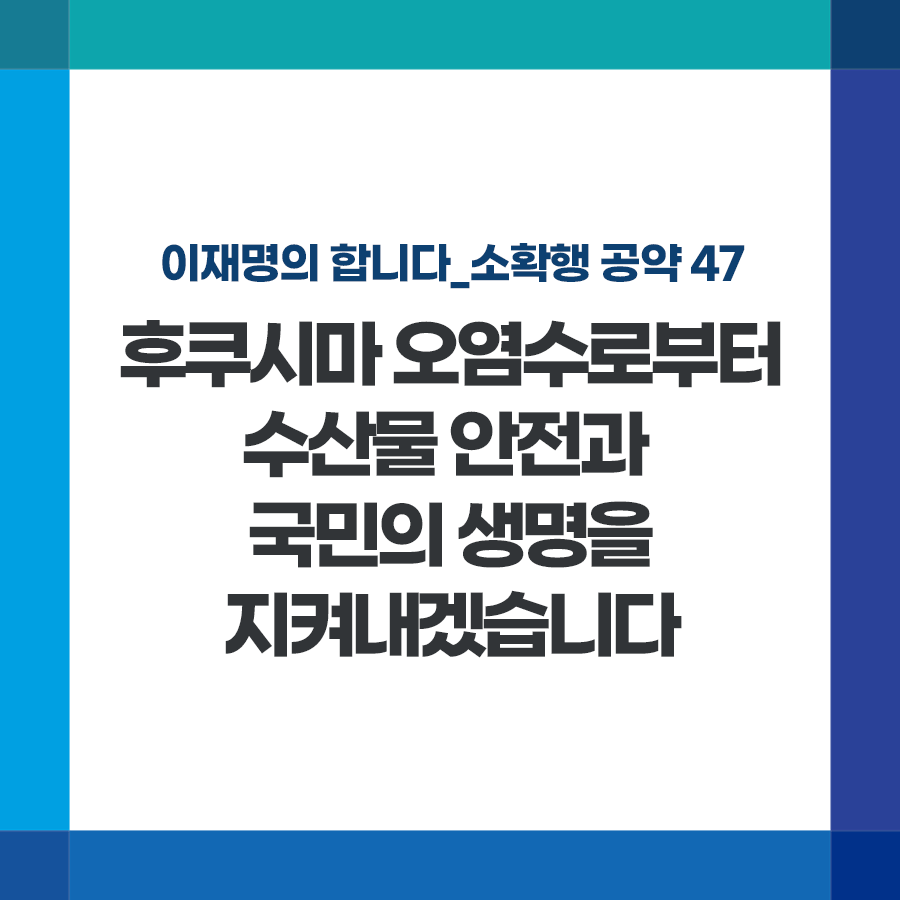 이재명의 합니다_소확행 공약 47
후쿠시마 오염수로부터
수산물 안전과
국민의 생명을
지켜내겠습니다